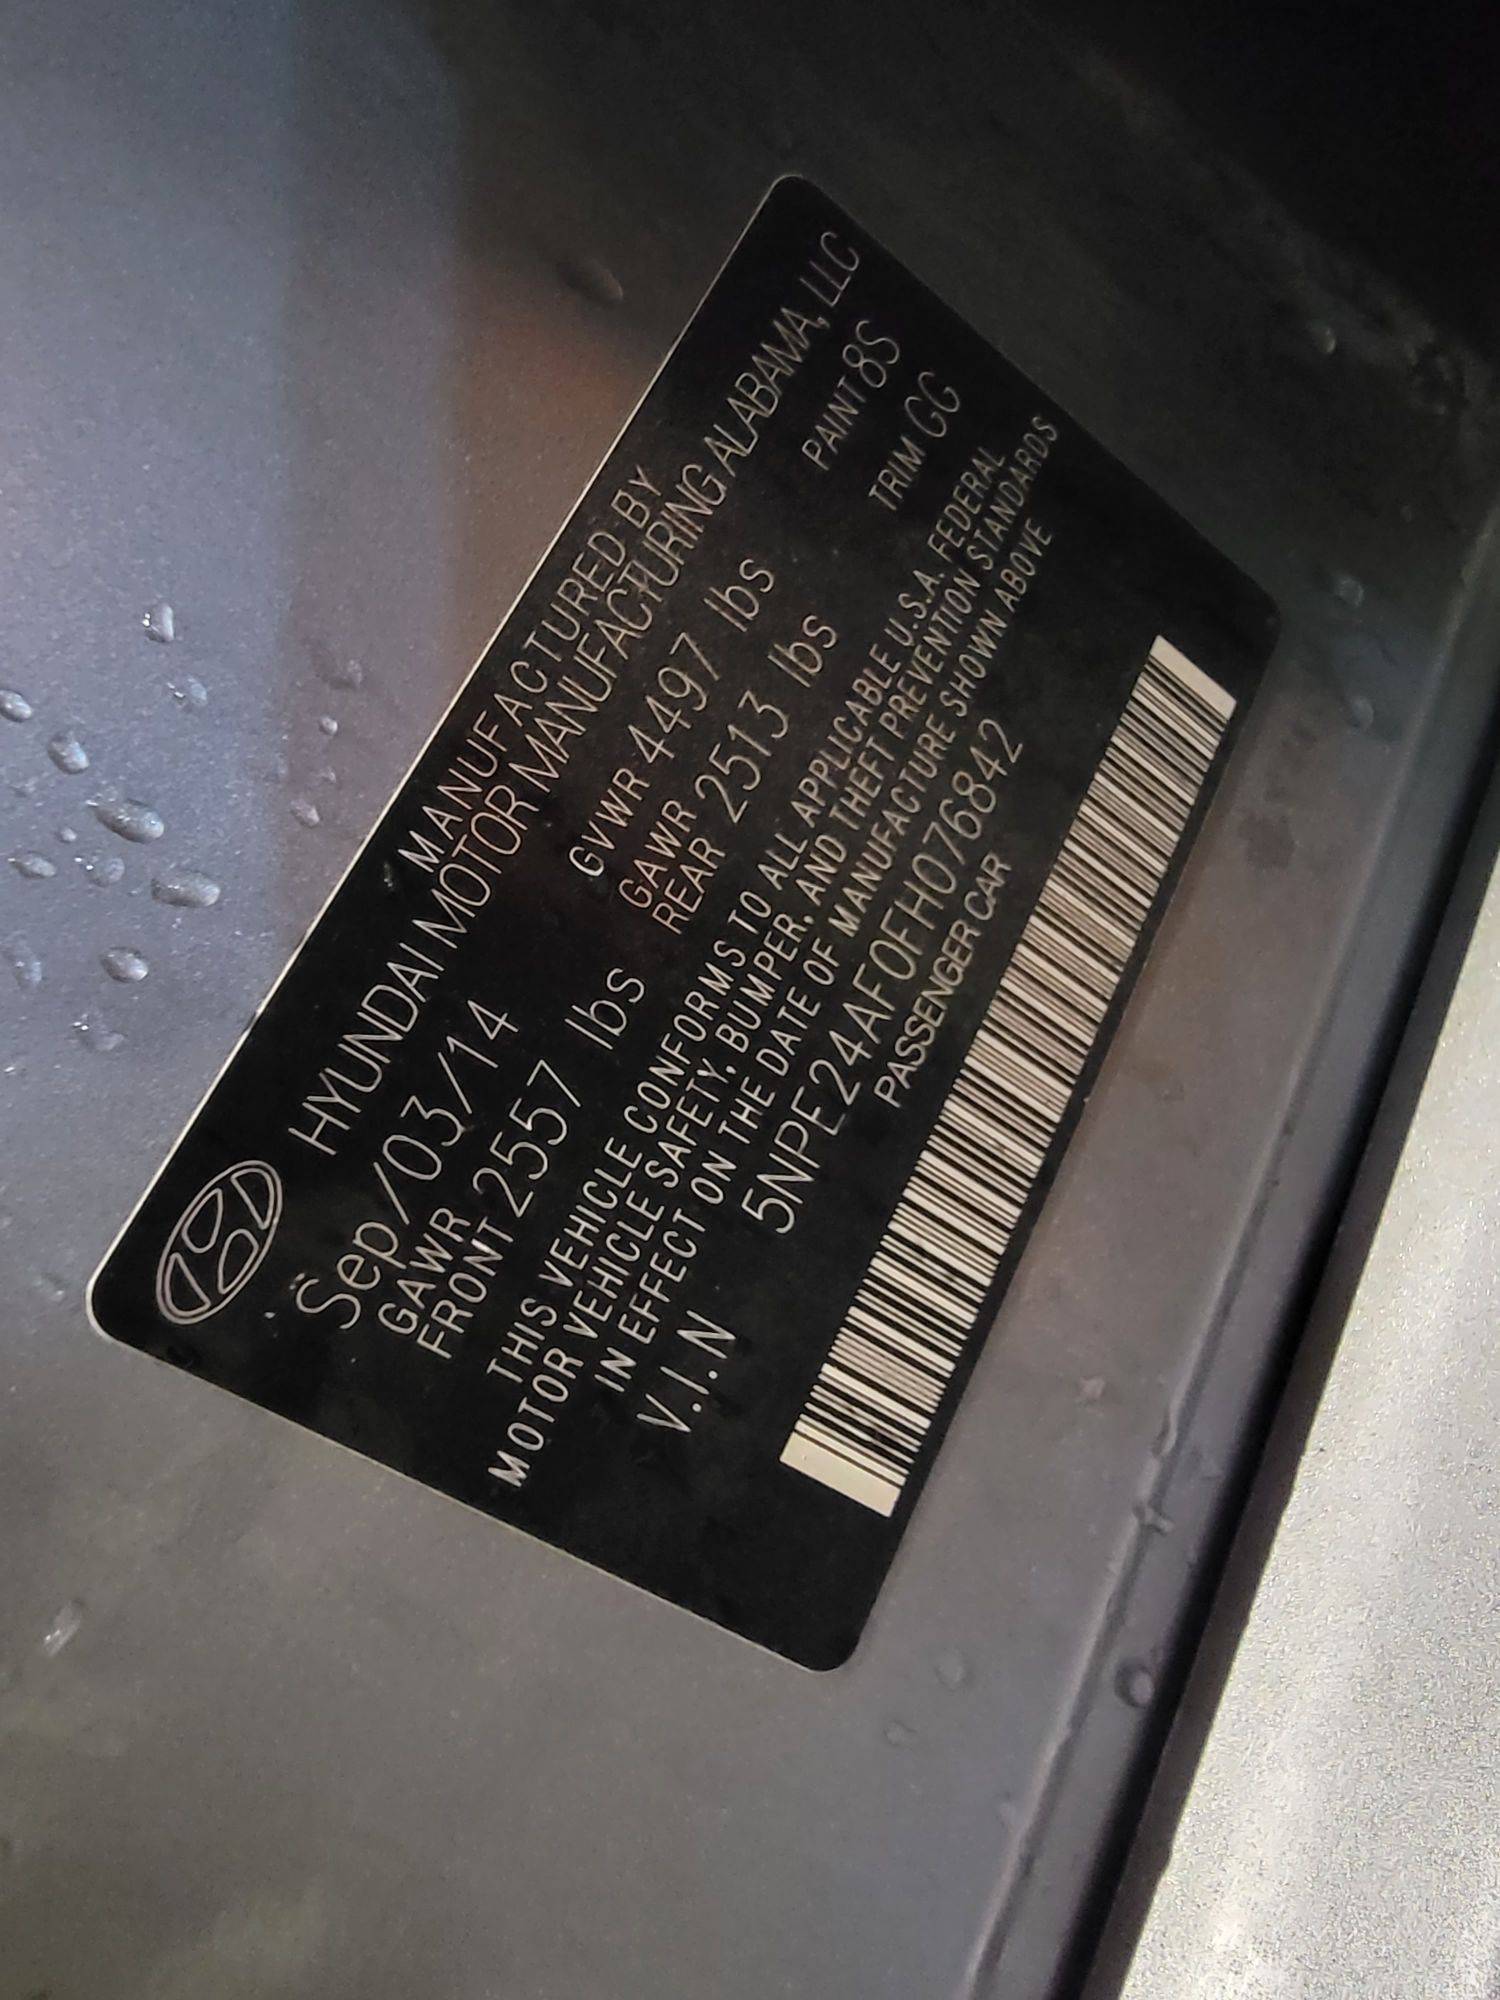 MANUFACTURED BY
HYUNDAI MOTOR MANUFACTURING ALABAMA, LLC
Sep/03/14 GVWR 4497 lbs PAINT 8S
GAWR FRONT 2557 lbs GAWR REAR 2513 lbs TRIM GG
THIS VEHICLE CONFORMS TO ALL APPLICABLE U.S.A. FEDERAL
MOTOR VEHICLE SAFETY, BUMPER, AND THEFT PREVENTION STANDARDS
IN EFFECT ON THE DATE OF MANUFACTURE SHOWN ABOVE
V.I.N 5NPE24AF0FH076842
PASSENGER CAR